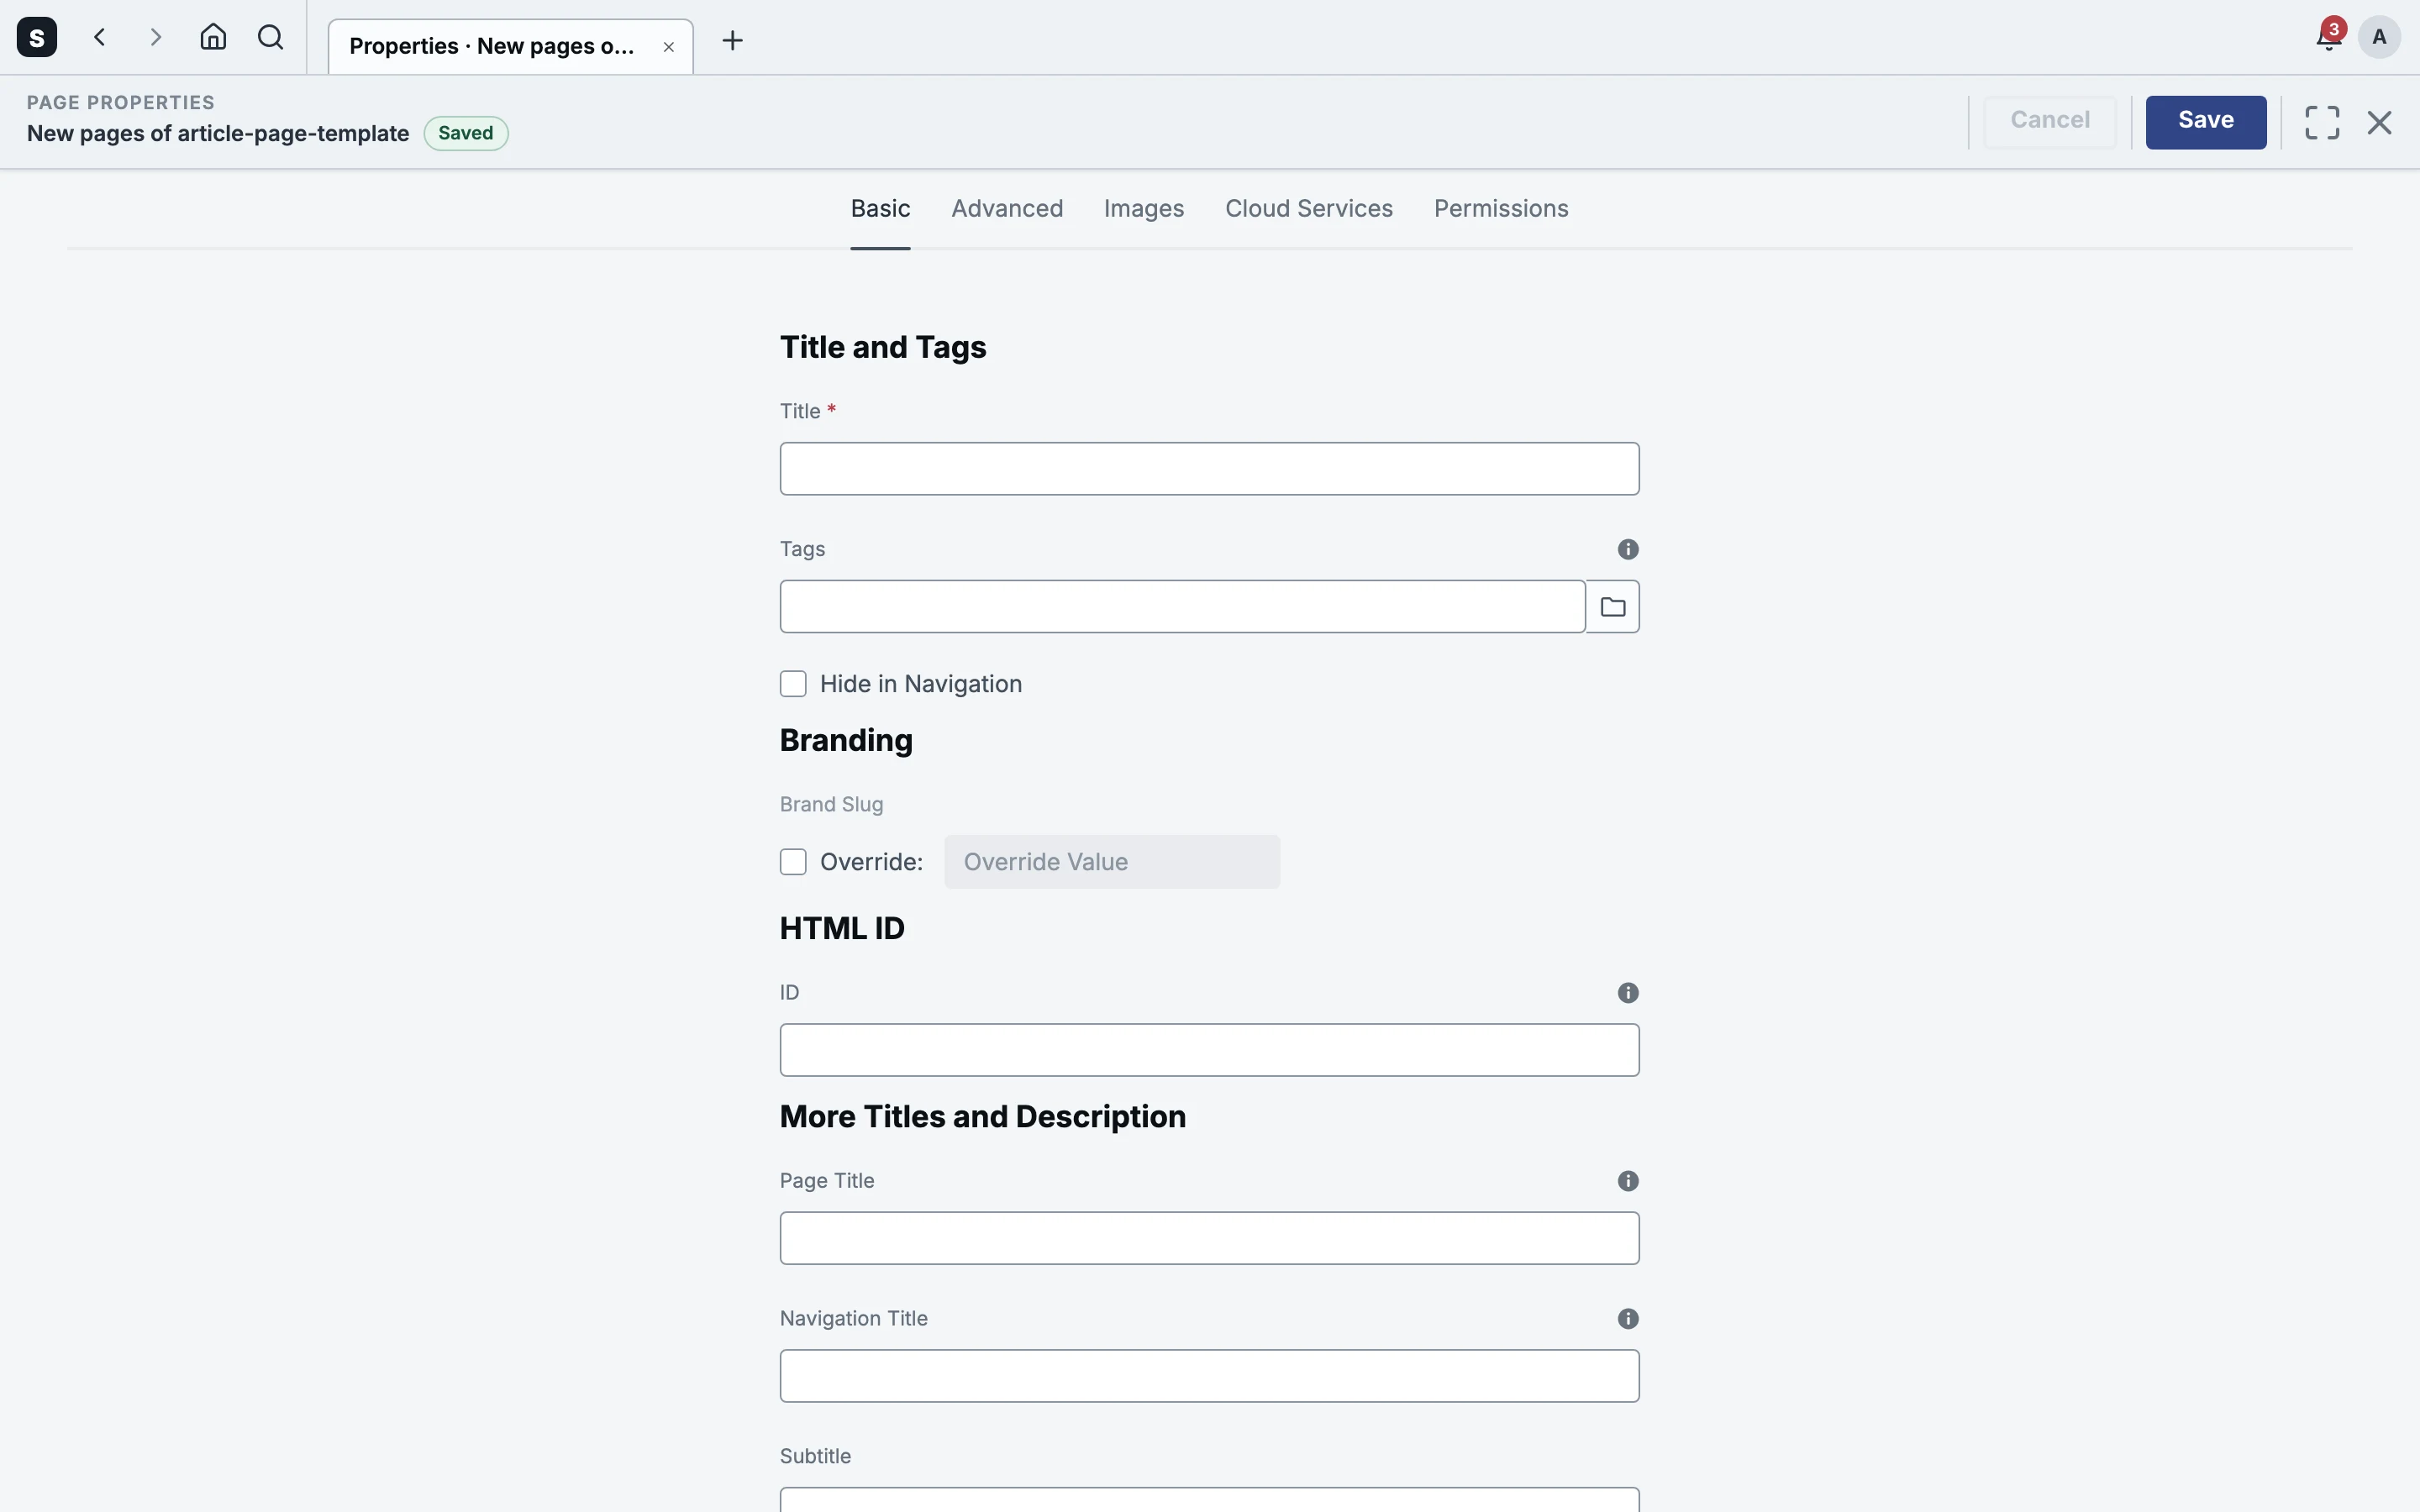 S
Properties · New pages o...
3
A
PAGE PROPERTIES
New pages of article-page-template
Saved
Cancel
Save
Basic
Advanced
Images
Cloud Services
Permissions
Title and Tags
Title *
Tags
Hide in Navigation
Branding
Brand Slug
Override:
Override Value
HTML ID
ID
More Titles and Description
Page Title
Navigation Title
Subtitle